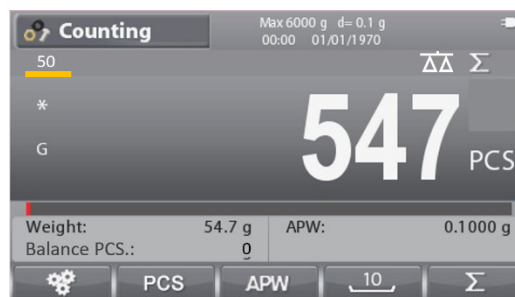 Counting
Max 6000 g d= 0.1 g
00:00 01/01/1970
50
Σ
*
G
547 PCS
Weight: 54.7 g APW: 0.1000 g
Balance PCS.: 0
PCS APW 10 Σ